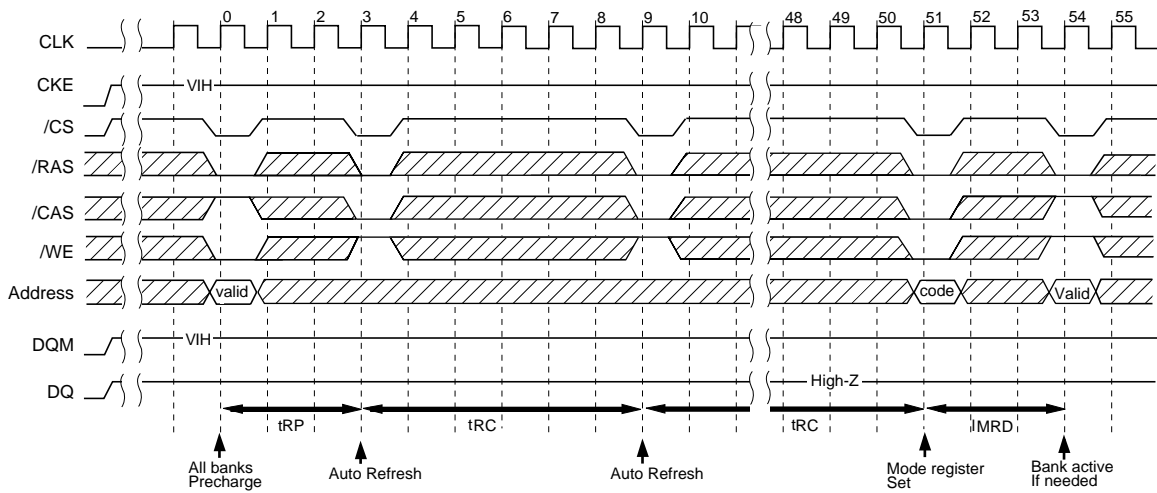 0 1 2 3 4 5 6 7 8 9 10 48 49 50 51 52 53 54 55
CLK
CKE VIH
/CS
/RAS
/CAS
/WE
Address valid code Valid
DQM VIH
DQ High-Z
tRP tRC tRC lMRD
All banks
Precharge
Auto Refresh
Auto Refresh
Mode register
Set
Bank active
If needed